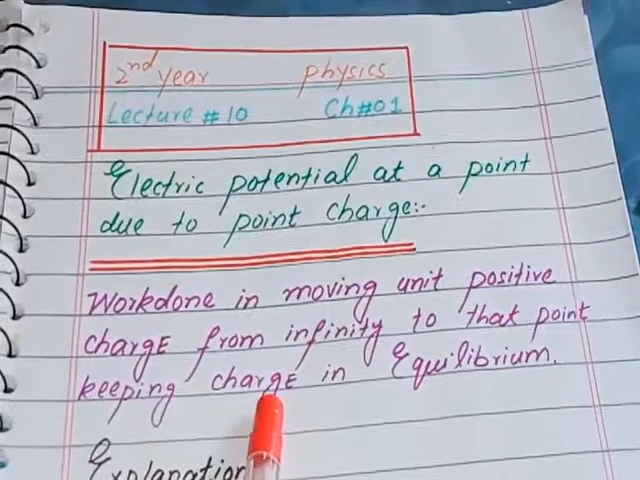 2nd year Physics
Lecture # 10 Ch#01
Electric potential at a point
due to point charge:-
Workdone in moving unit positive
chargE from infinity to that point
keeping chargE in Equilibrium.
Explanation